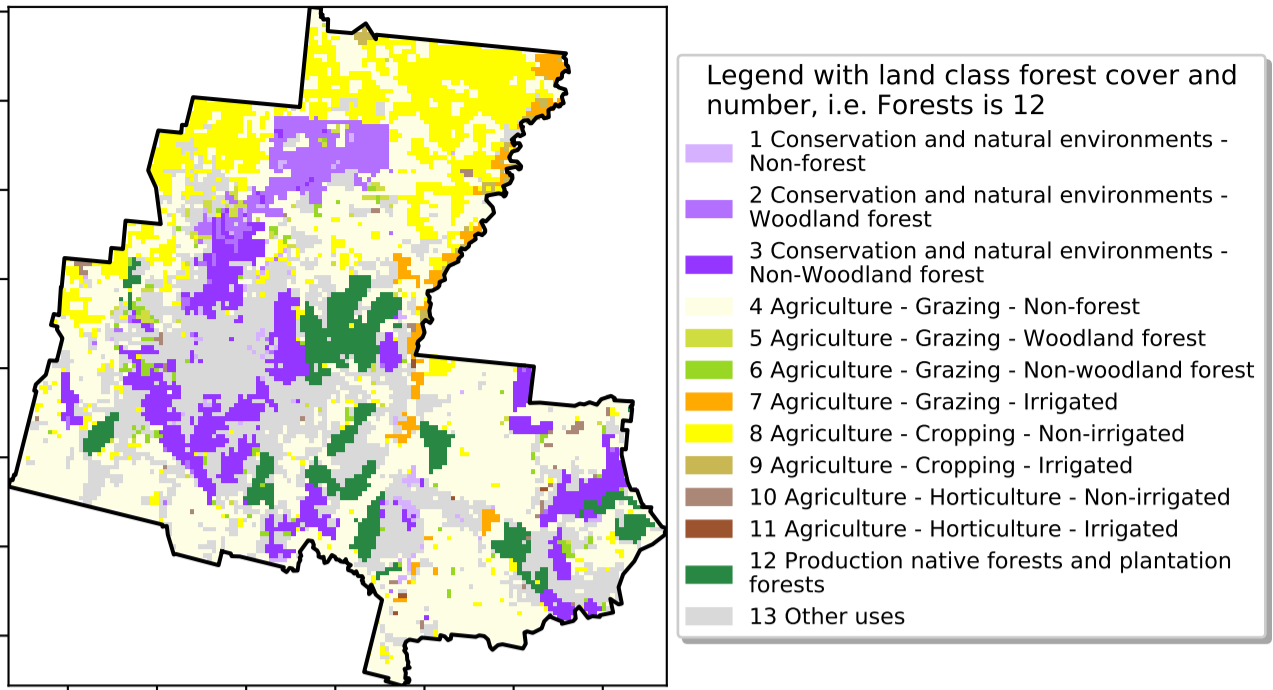 Legend with land class forest cover and
number, i.e. Forests is 12
1 Conservation and natural environments -
Non-forest
2 Conservation and natural environments -
Woodland forest
3 Conservation and natural environments -
Non-Woodland forest
4 Agriculture - Grazing - Non-forest
5 Agriculture - Grazing - Woodland forest
6 Agriculture - Grazing - Non-woodland forest
7 Agriculture - Grazing - Irrigated
8 Agriculture - Cropping - Non-irrigated
9 Agriculture - Cropping - Irrigated
10 Agriculture - Horticulture - Non-irrigated
11 Agriculture - Horticulture - Irrigated
12 Production native forests and plantation
forests
13 Other uses